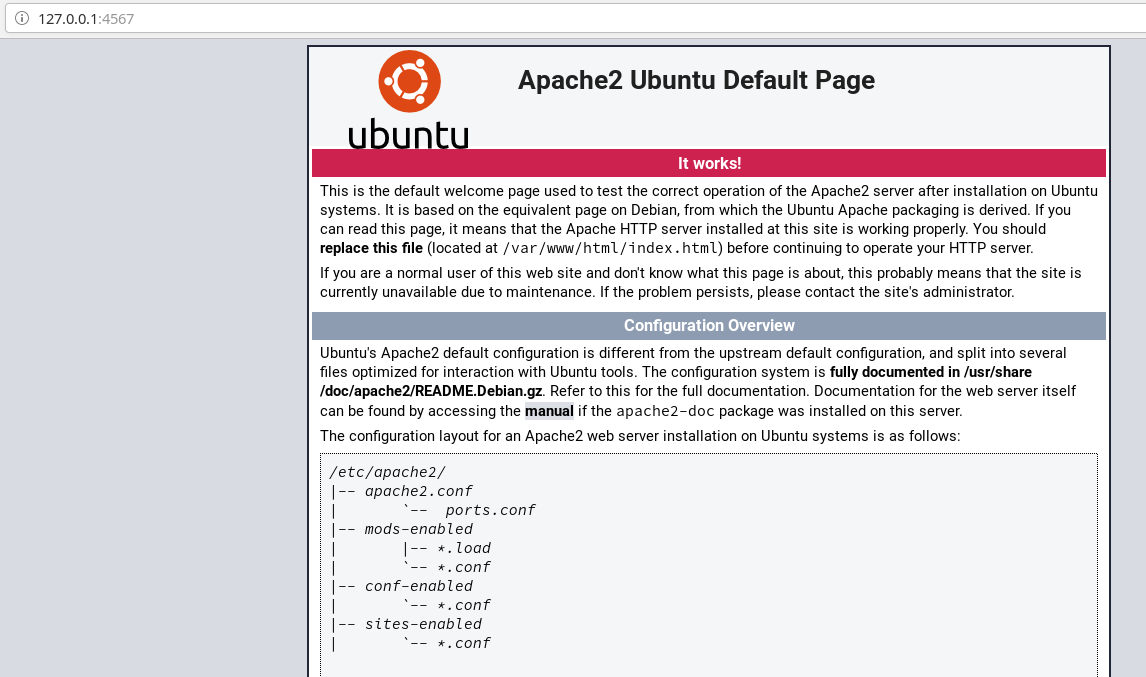 127.0.0.1:4567
Apache2 Ubuntu Default Page
ubuntu
It works!
This is the default welcome page used to test the correct operation of the Apache2 server after installation on Ubuntu
systems. It is based on the equivalent page on Debian, from which the Ubuntu Apache packaging is derived. If you
can read this page, it means that the Apache HTTP server installed at this site is working properly. You should
replace this file (located at /var/www/html/index.html) before continuing to operate your HTTP server.
If you are a normal user of this web site and don't know what this page is about, this probably means that the site is
currently unavailable due to maintenance. If the problem persists, please contact the site's administrator.
Configuration Overview
Ubuntu's Apache2 default configuration is different from the upstream default configuration, and split into several
files optimized for interaction with Ubuntu tools. The configuration system is fully documented in /usr/share
/doc/apache2/README.Debian.gz. Refer to this for the full documentation. Documentation for the web server itself
can be found by accessing the manual if the apache2-doc package was installed on this server.
The configuration layout for an Apache2 web server installation on Ubuntu systems is as follows:
/etc/apache2/
|-- apache2.conf
|       `--  ports.conf
|-- mods-enabled
|       |-- *.load
|       `-- *.conf
|-- conf-enabled
|       `-- *.conf
|-- sites-enabled
|       `-- *.conf